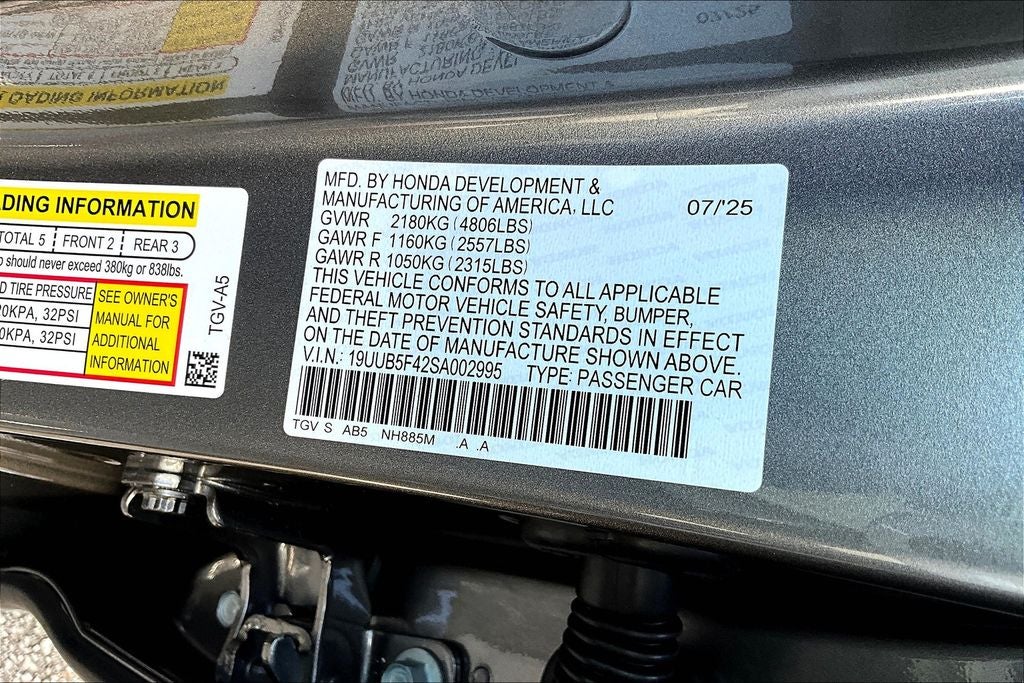 DING INFORMATION
TOTAL 5 FRONT 2 REAR 3
should never exceed 380kg or 838lbs.
TIRE PRESSURE
0KPA, 32PSI
0KPA, 32PSI
SEE OWNER'S
MANUAL FOR
ADDITIONAL
INFORMATION
TGV-A5
MFD. BY HONDA DEVELOPMENT &
MANUFACTURING OF AMERICA, LLC 07/'25
GVWR 2180KG (4806LBS)
GAWR F 1160KG (2557LBS)
GAWR R 1050KG (2315LBS)
THIS VEHICLE CONFORMS TO ALL APPLICABLE
FEDERAL MOTOR VEHICLE SAFETY, BUMPER,
AND THEFT PREVENTION STANDARDS IN EFFECT
ON THE DATE OF MANUFACTURE SHOWN ABOVE.
V.I.N.: 19UUB5F42SA002995 TYPE: PASSENGER CAR
TGV S AB5 NH885M .A .A